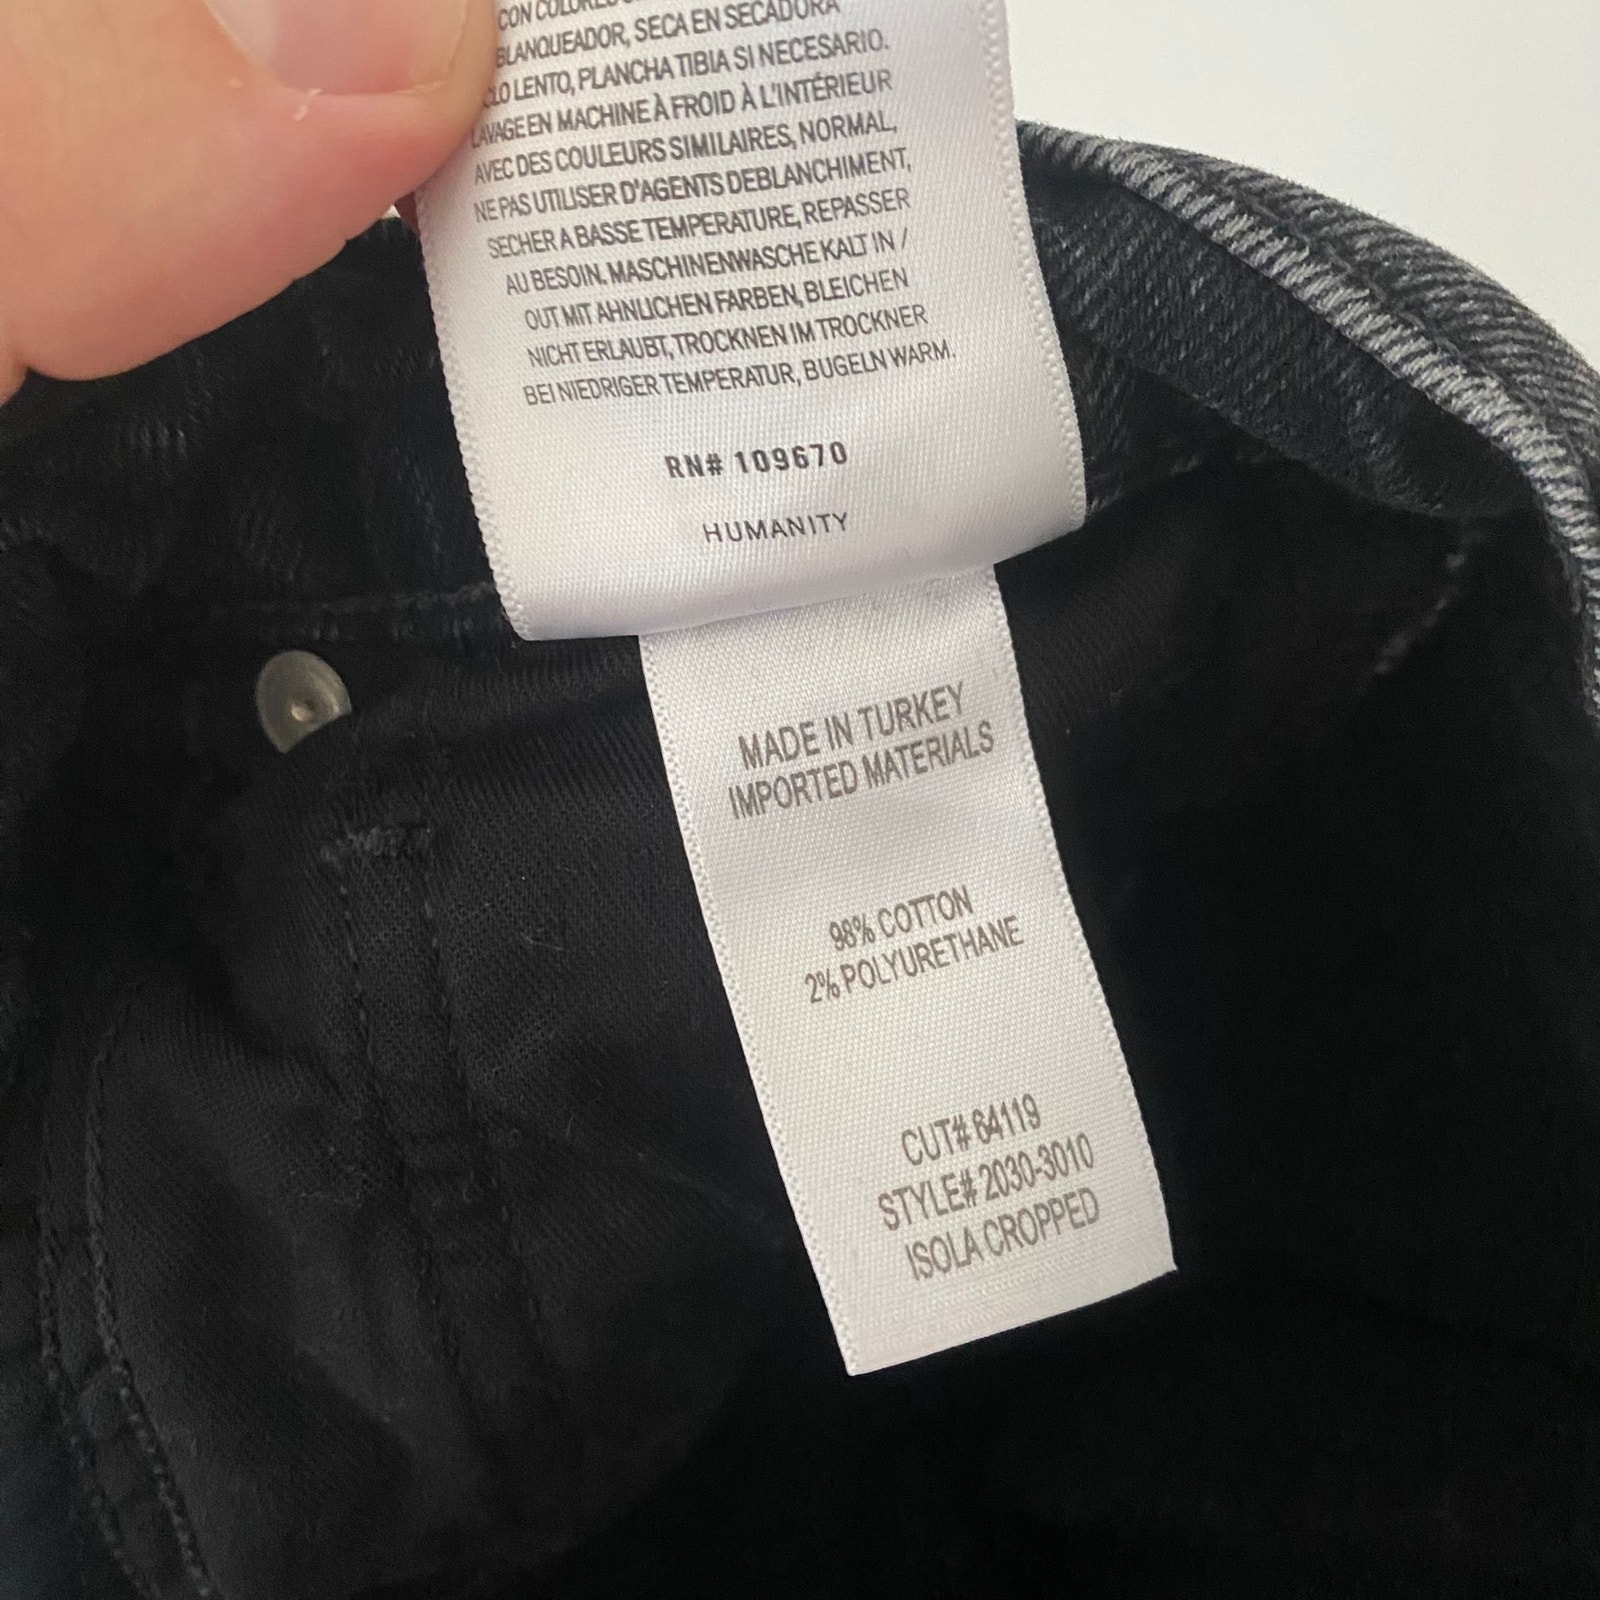 CON COLORES
BLANQUEADOR, SECA EN SECADORA
LENTO, PLANCHA TIBIA SI NECESARIO.
LAVAGE EN MACHINE À FROID À L'INTÉRIEUR
AVEC DES COULEURS SIMILAIRES, NORMAL,
NE PAS UTILISER D'AGENTS DEBLANCHIMENT,
SECHER A BASSE TEMPERATURE, REPASSER
AU BESOIN. MASCHINENWASCHE KALT IN /
OUT MIT AHNLICHEN FARBEN, BLEICHEN
NICHT ERLAUBT, TROCKNEN IM TROCKNER
BEI NIEDRIGER TEMPERATUR, BUGELN WARM.
RN# 109670
HUMANITY
MADE IN TURKEY
IMPORTED MATERIALS
98% COTTON
2% POLYURETHANE
CUT# 64119
STYLE# 2030-3010
ISOLA CROPPED